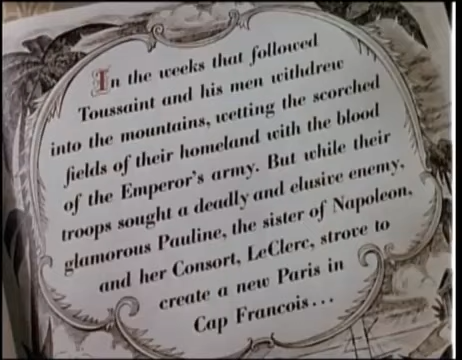 In the weeks that followed
Toussaint and his men withdrew
into the mountains, wetting the scorched
fields of their homeland with the blood
of the Emperor's army. But while their
troops sought a deadly and elusive enemy,
glamorous Pauline, the sister of Napoleon,
and her Consort, LeClerc, strove to
create a new Paris in
Cap Francois...